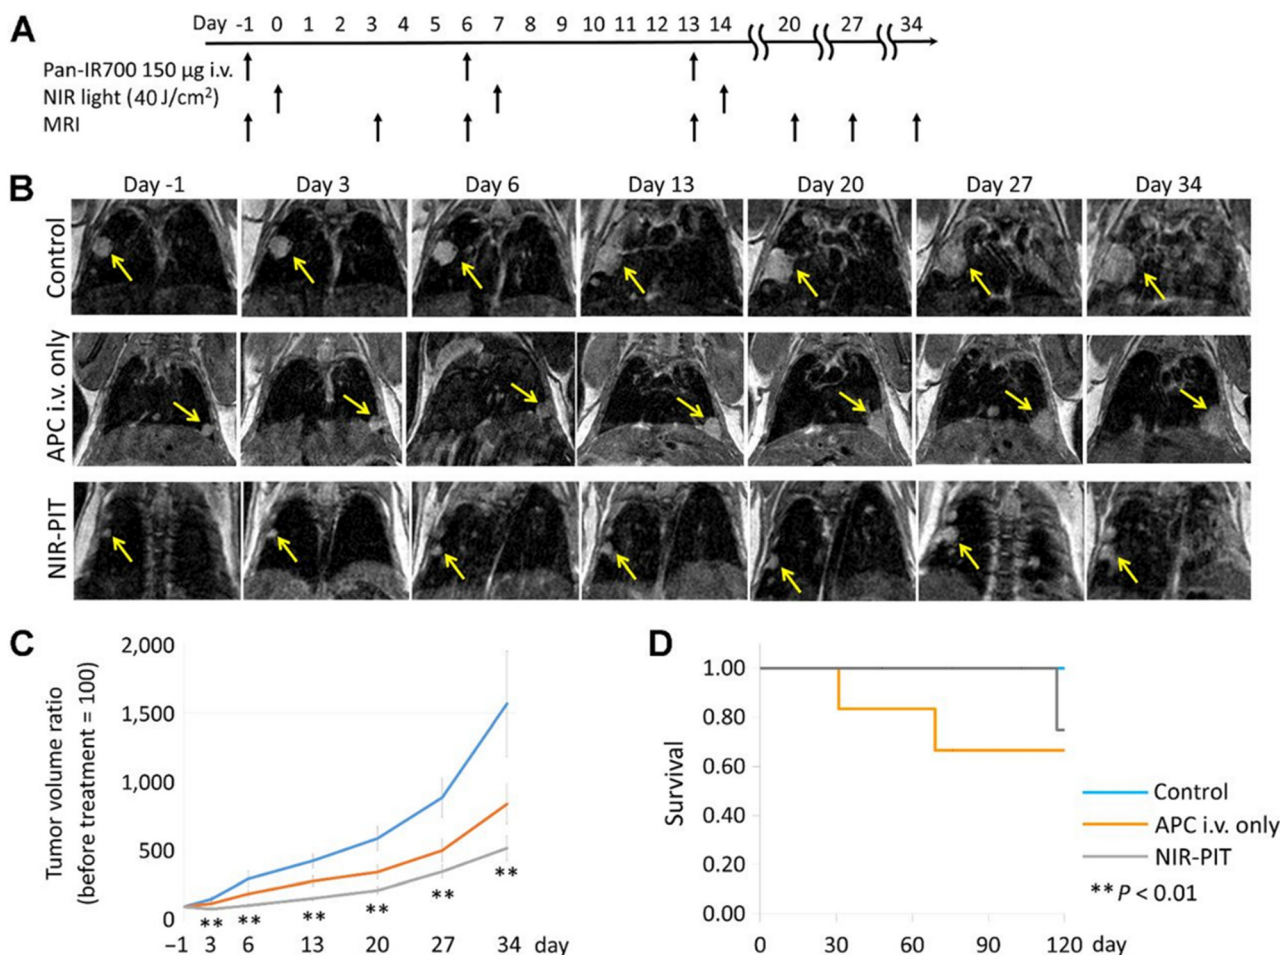 A
Day -1 0 1 2 3 4 5 6 7 8 9 10 11 12 13 14 20 27 34
Pan-IR700 150 µg i.v.
NIR light (40 J/cm²)
MRI
B
Day -1 Day 3 Day 6 Day 13 Day 20 Day 27 Day 34
Control
APC i.v. only
NIR-PIT
C
Tumor volume ratio
(before treatment = 100)
2,000
1,500
1,000
500
0
** ** ** ** ** **
−1 3 6 13 20 27 34 day
D
Survival
1.00
0.80
0.60
0.40
0.20
0.00
0 30 60 90 120 day
Control
APC i.v. only
NIR-PIT
**P < 0.01